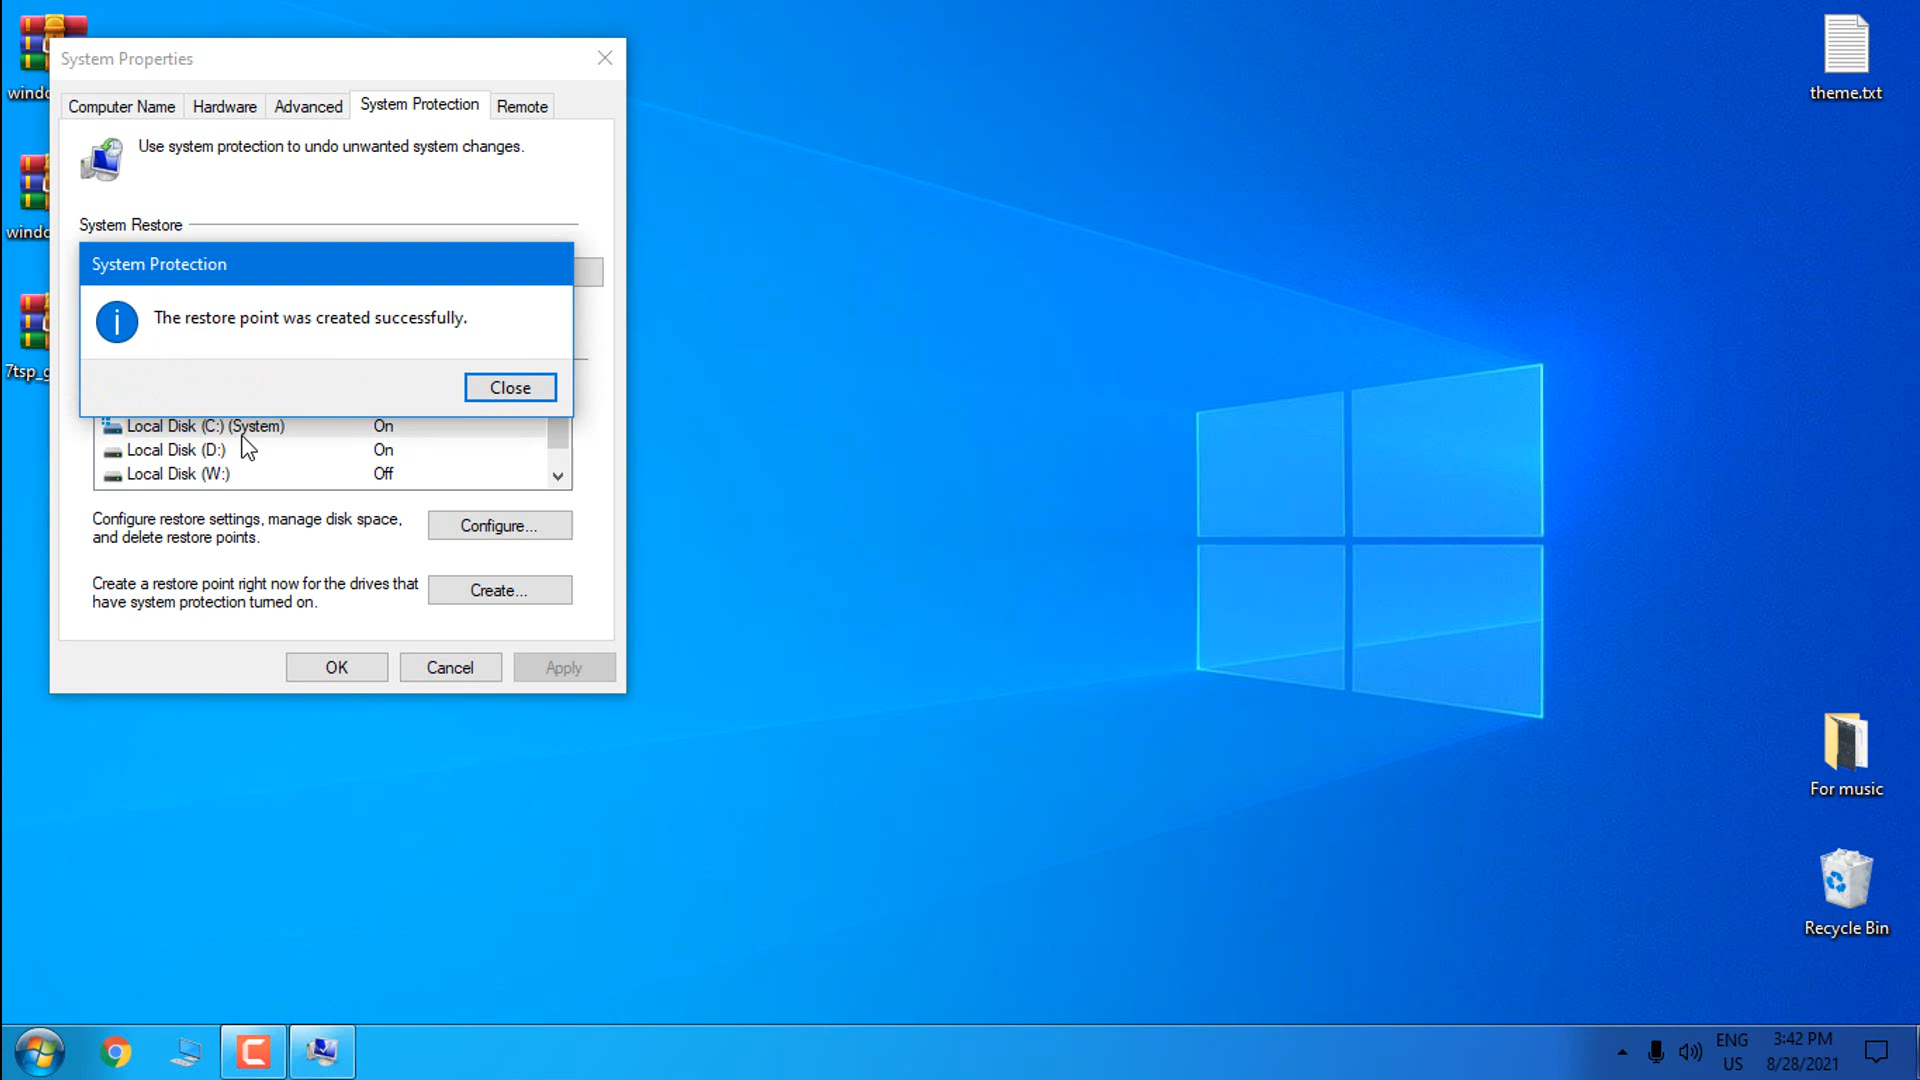 System Properties
Computer Name
Hardware
Advanced
System Protection
Remote
Use system protection to undo unwanted system changes.
System Restore
System Protection
The restore point was created successfully.
Close
Local Disk (C:) (System) On
Local Disk (D:) On
Local Disk (W:) Off
Configure restore settings, manage disk space,
and delete restore points.
Configure...
Create a restore point right now for the drives that
have system protection turned on.
Create...
OK
Cancel
Apply
windo
windo
7tsp_g
theme.txt
For music
Recycle Bin
ENG
US
3:42 PM
8/28/2021